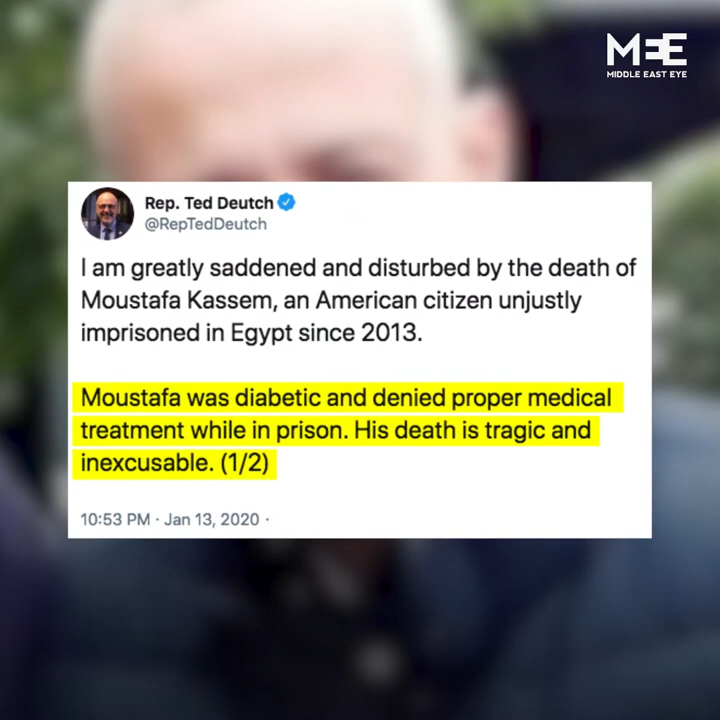 MEE
MIDDLE EAST EYE
Rep. Ted Deutch
@RepTedDeutch
I am greatly saddened and disturbed by the death of
Moustafa Kassem, an American citizen unjustly
imprisoned in Egypt since 2013.
Moustafa was diabetic and denied proper medical
treatment while in prison. His death is tragic and
inexcusable. (1/2)
10:53 PM · Jan 13, 2020 ·